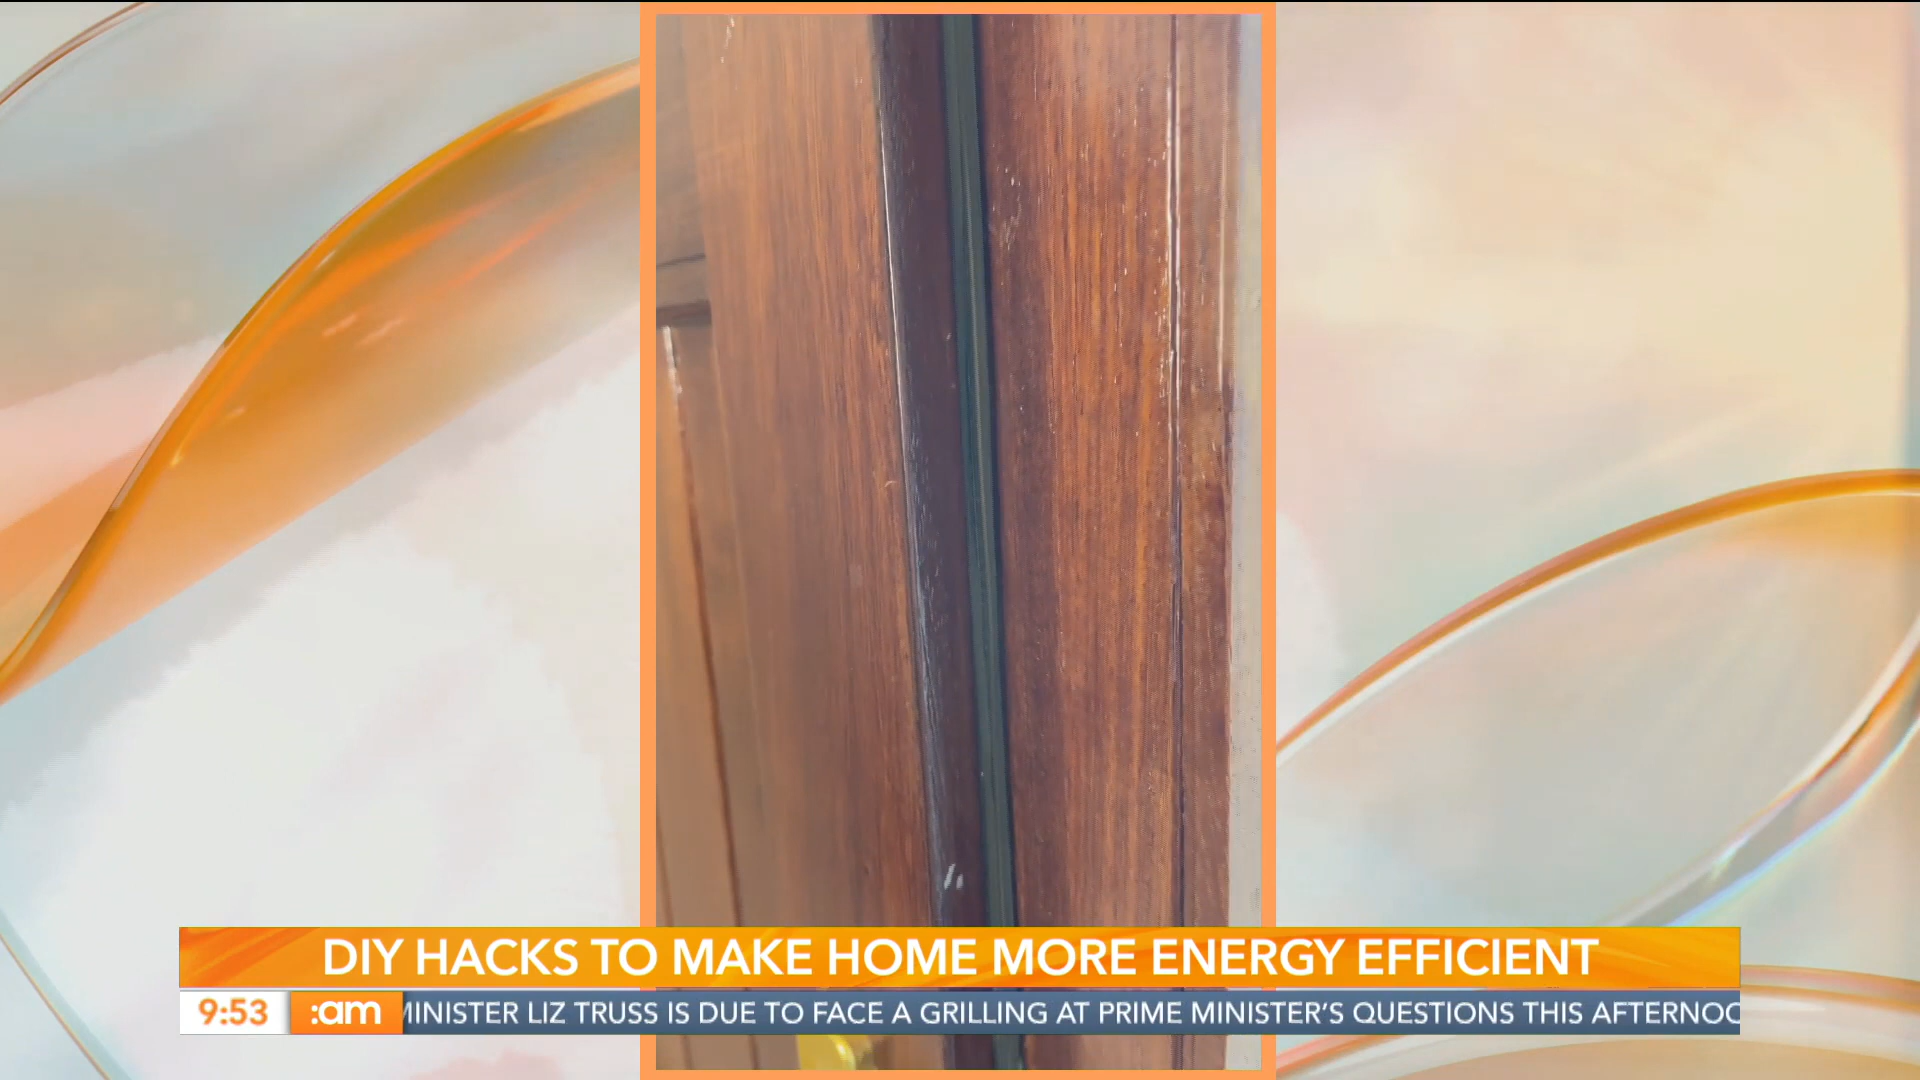 DIY HACKS TO MAKE HOME MORE ENERGY EFFICIENT
9:53 :am LIZ TRUSS IS DUE TO FACE A GRILLING AT PRIME MINISTER'S QUESTIONS THIS